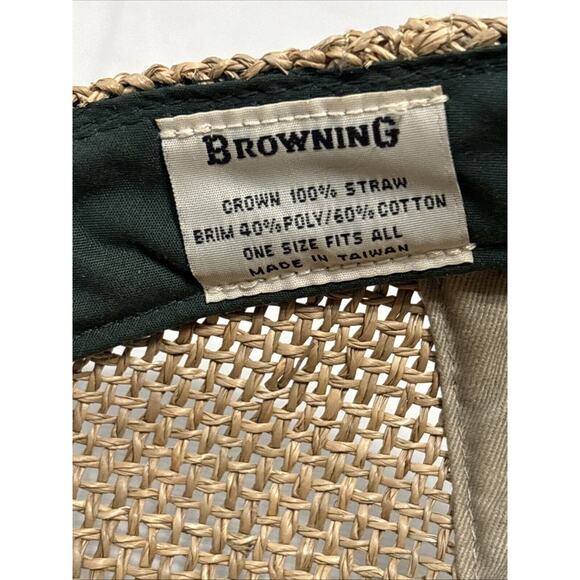 BROWNING
CROWN 100% STRAW
BRIM 40% POLY/60% COTTON
ONE SIZE FITS ALL
MADE IN TAIWAN